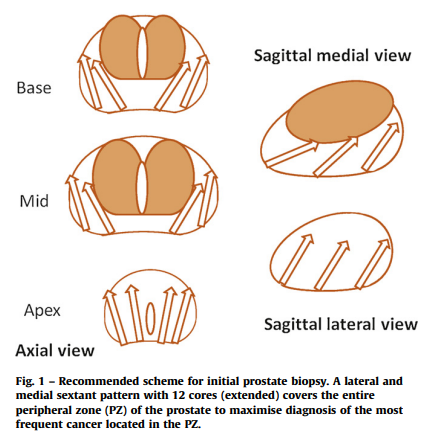 Base
Sagittal medial view
Mid
Apex
Axial view
Sagittal lateral view
Fig. 1 – Recommended scheme for initial prostate biopsy. A lateral and
medial sextant pattern with 12 cores (extended) covers the entire
peripheral zone (PZ) of the prostate to maximise diagnosis of the most
frequent cancer located in the PZ.